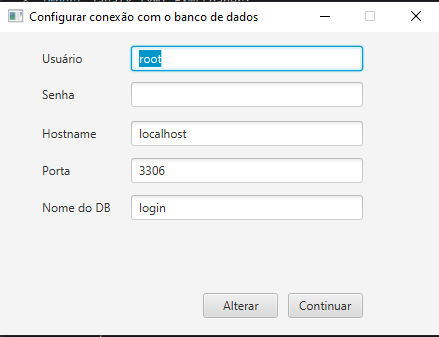 Configurar conexão com o banco de dados
Usuário root
Senha
Hostname localhost
Porta 3306
Nome do DB login
Alterar Continuar